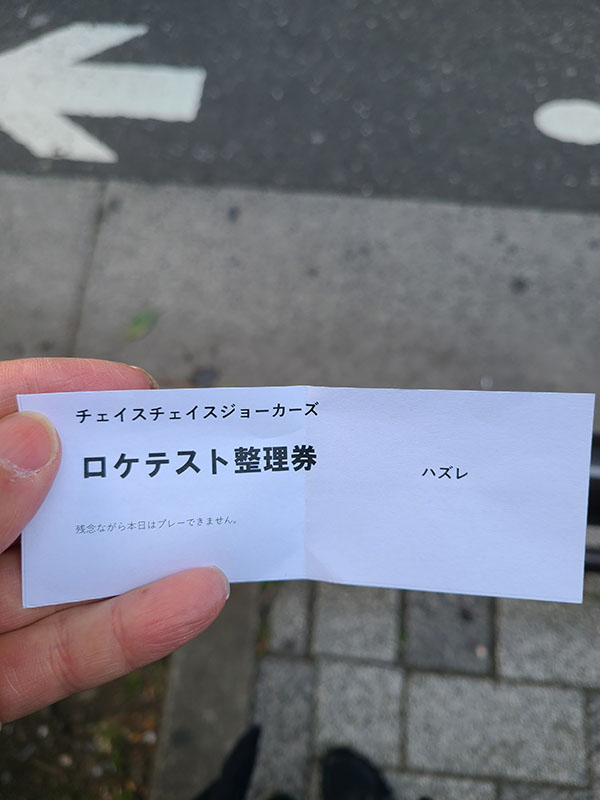 チェイスチェイスジョーカーズ
ロケテスト整理券
残念ながら本日はプレーできません。
ハズレ